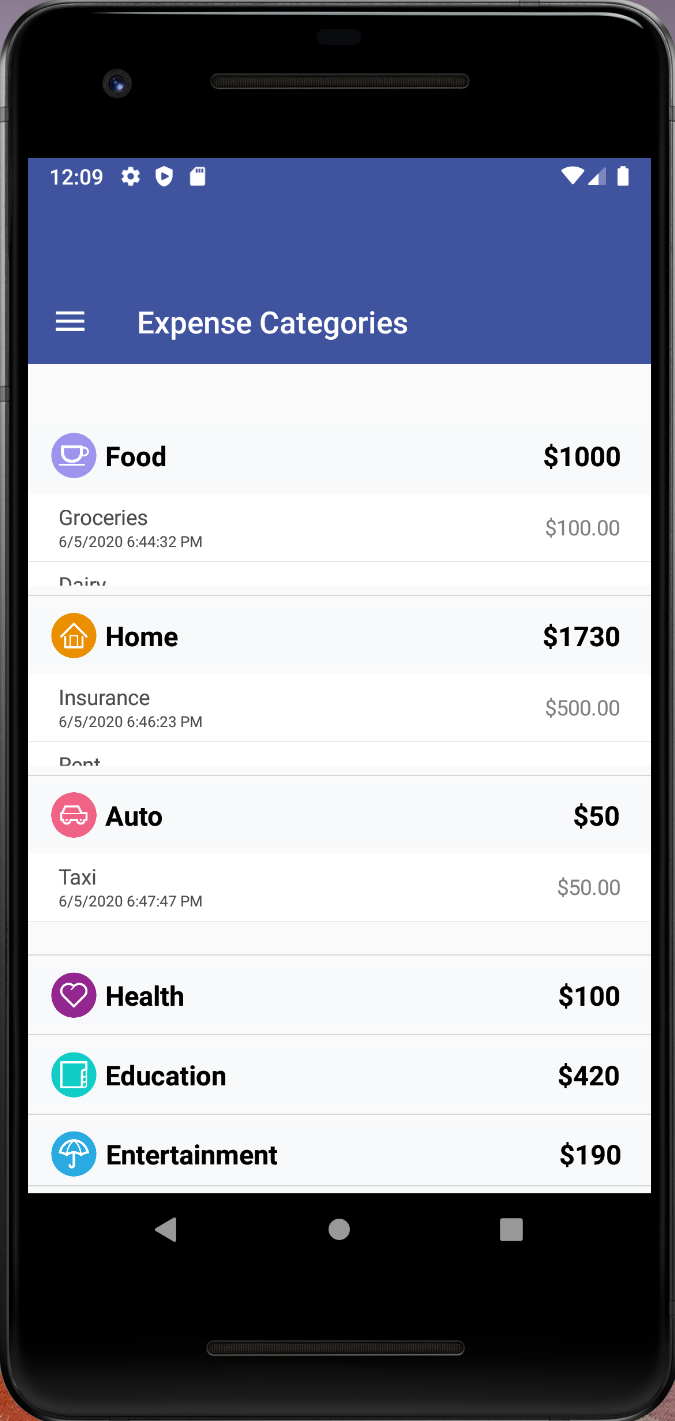 12:09
Expense Categories
Food $1000
Groceries $100.00
6/5/2020 6:44:32 PM
Dairy
Home $1730
Insurance $500.00
6/5/2020 6:46:23 PM
Rent
Auto $50
Taxi $50.00
6/5/2020 6:47:47 PM
Health $100
Education $420
Entertainment $190